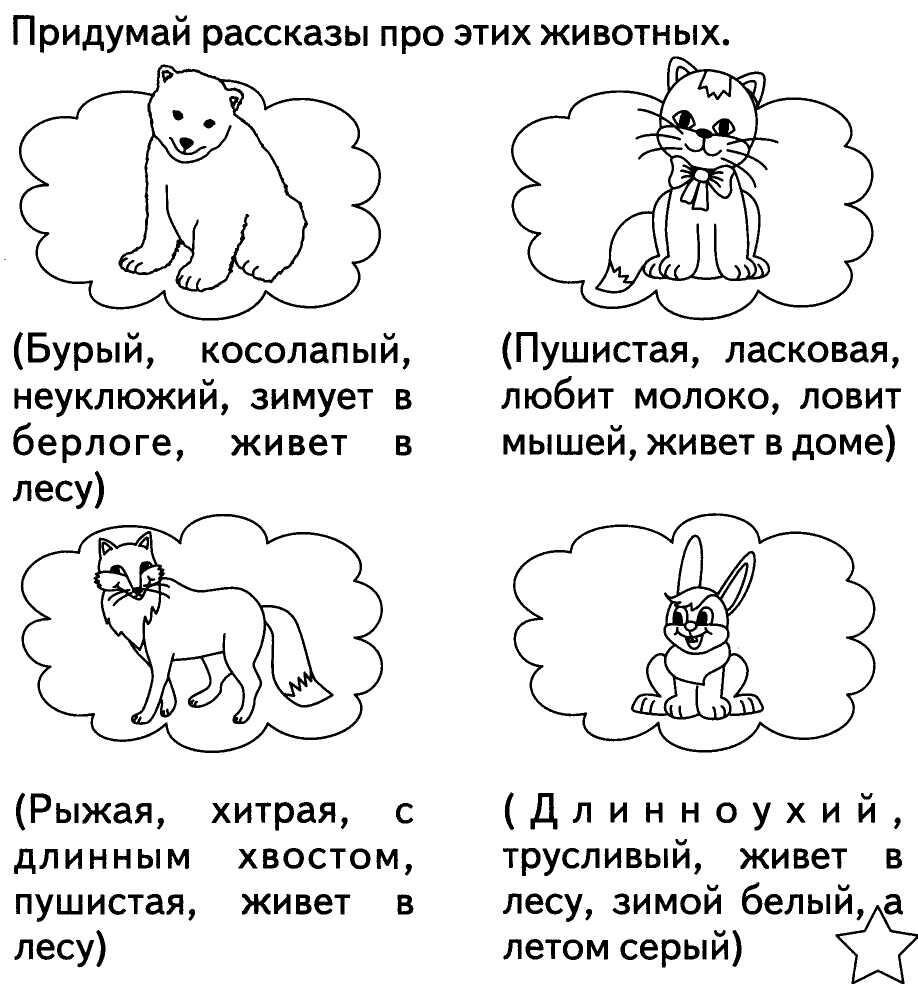 Придумай рассказы про этих животных.
(Бурый, косолапый,
неуклюжий, зимует в
берлоге, живет в
лесу)
(Пушистая, ласковая,
любит молоко, ловит
мышей, живет в доме)
(Рыжая, хитрая, с
длинным хвостом,
пушистая, живет в
лесу)
(Длинноухий,
трусливый, живет в
лесу, зимой белый, а
летом серый)